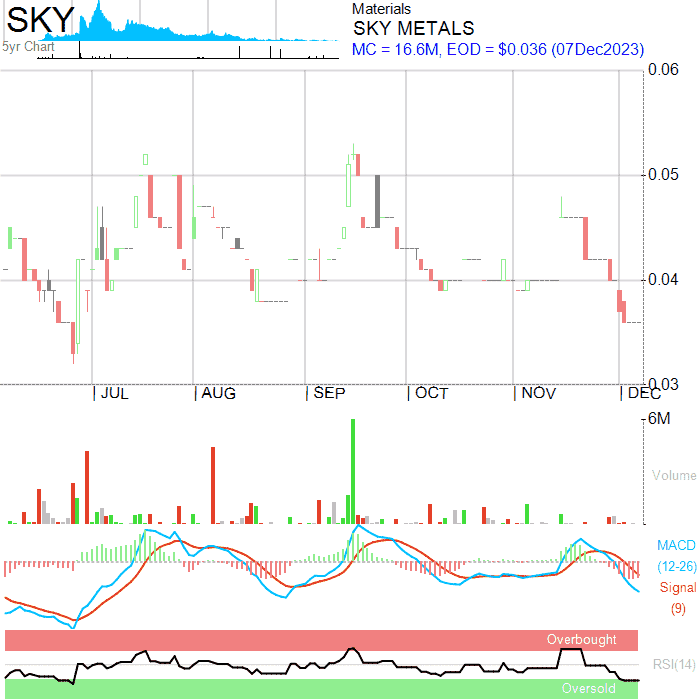 SKY
5yr Chart
Materials
SKY METALS
MC = 16.6M, EOD = $0.036 (07Dec2023)
0.06
0.05
0.04
0.03
JUL AUG SEP OCT NOV DEC
6M
Volume
MACD
(12-26)
Signal
(9)
Overbought
RSI(14)
Oversold